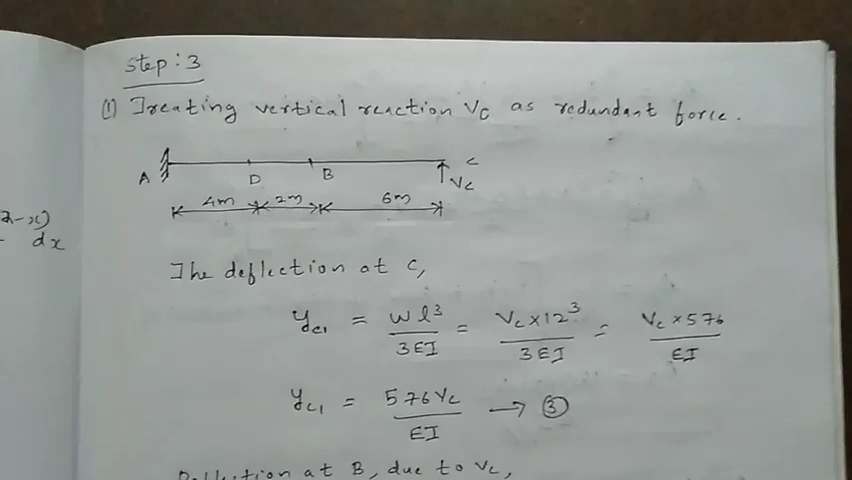 Step : 3
(1) Treating vertical reaction Vc as redundant force.
A D B C
Vc
4m 2m 6m
x)
dx
The deflection at C,
yc1 = Wl³/3EI = Vc×12³/3EI = Vc×576/EI
yc1 = 576Vc/EI → ③
Deflection at B, due to Vc,